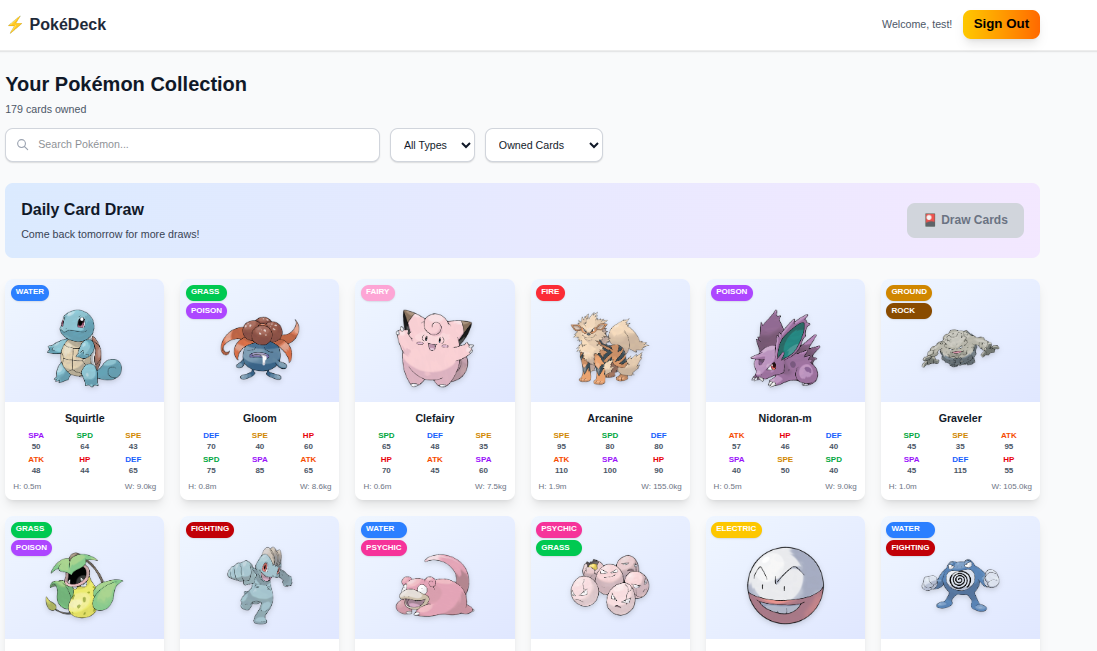 ⚡ PokéDeck
Welcome, test!
Sign Out
Your Pokémon Collection
179 cards owned
Search Pokémon...
All Types
Owned Cards
Daily Card Draw
Come back tomorrow for more draws!
🎴 Draw Cards
WATER
Squirtle
SPA SPD SPE
50 64 43
ATK HP DEF
48 44 65
H: 0.5m W: 9.0kg
GRASS
POISON
Gloom
DEF SPE HP
70 40 60
SPD SPA ATK
75 85 65
H: 0.8m W: 8.6kg
FAIRY
Clefairy
SPD DEF SPE
65 48 35
HP ATK SPA
70 45 60
H: 0.6m W: 7.5kg
FIRE
Arcanine
SPE SPD DEF
95 80 80
ATK SPA HP
110 100 90
H: 1.9m W: 155.0kg
POISON
Nidoran-m
ATK HP DEF
57 46 40
SPA SPE SPD
40 50 40
H: 0.5m W: 9.0kg
GROUND
ROCK
Graveler
SPD SPE ATK
45 35 95
SPA DEF HP
45 115 55
H: 1.0m W: 105.0kg
GRASS
POISON
FIGHTING
WATER
PSYCHIC
PSYCHIC
GRASS
ELECTRIC
WATER
FIGHTING